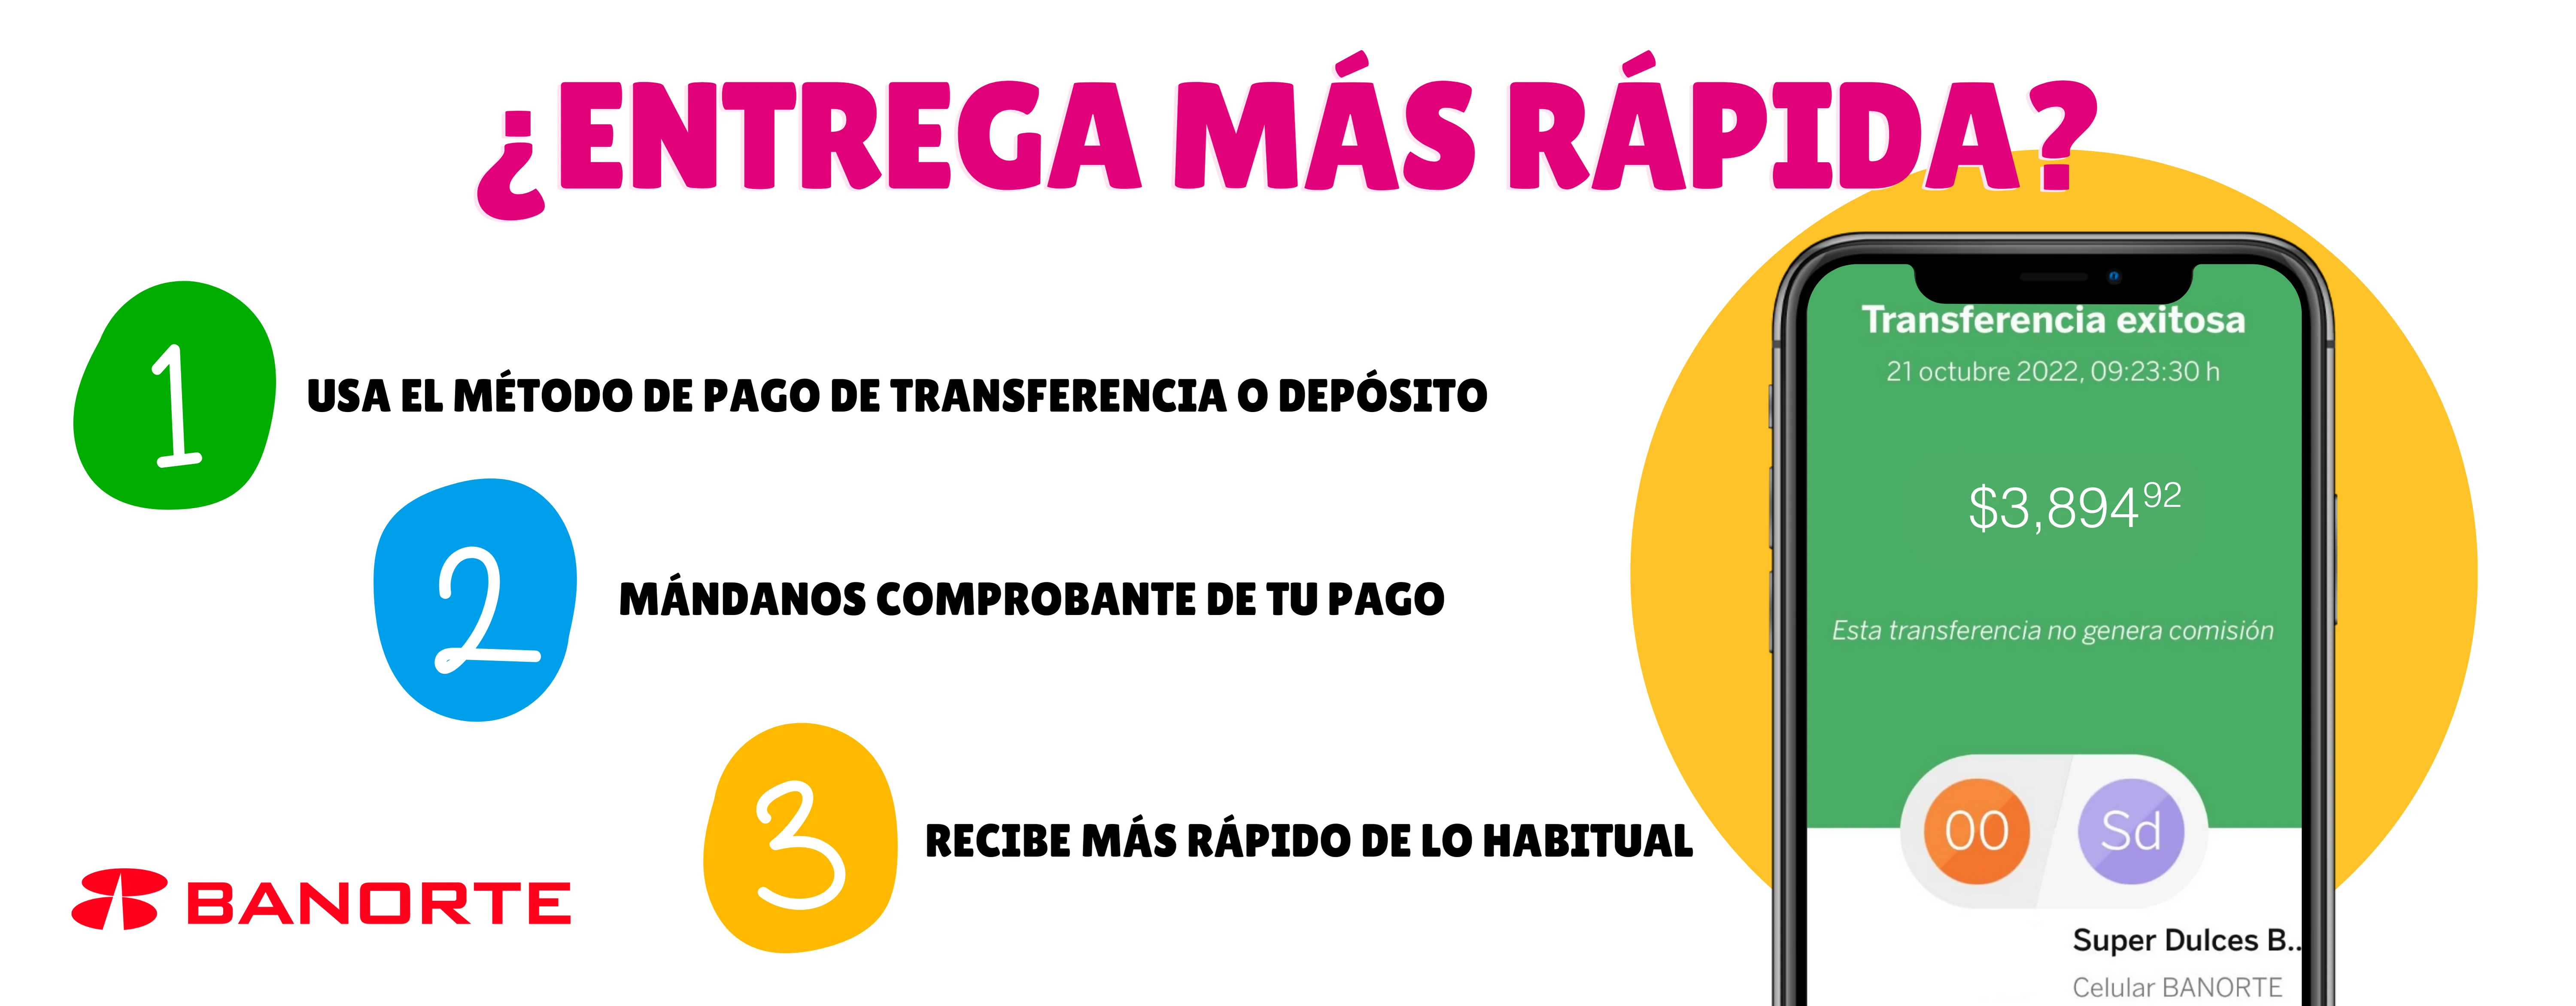 ¿ENTREGA MÁS RÁPIDA?
1
USA EL MÉTODO DE PAGO DE TRANSFERENCIA O DEPÓSITO
2
MÁNDANOS COMPROBANTE DE TU PAGO
3
RECIBE MÁS RÁPIDO DE LO HABITUAL
BANORTE
Transferencia exitosa
21 octubre 2022, 09:23:30 h
$3,894 92
Esta transferencia no genera comisión
00 Sd
Super Dulces B..
Celular BANORTE